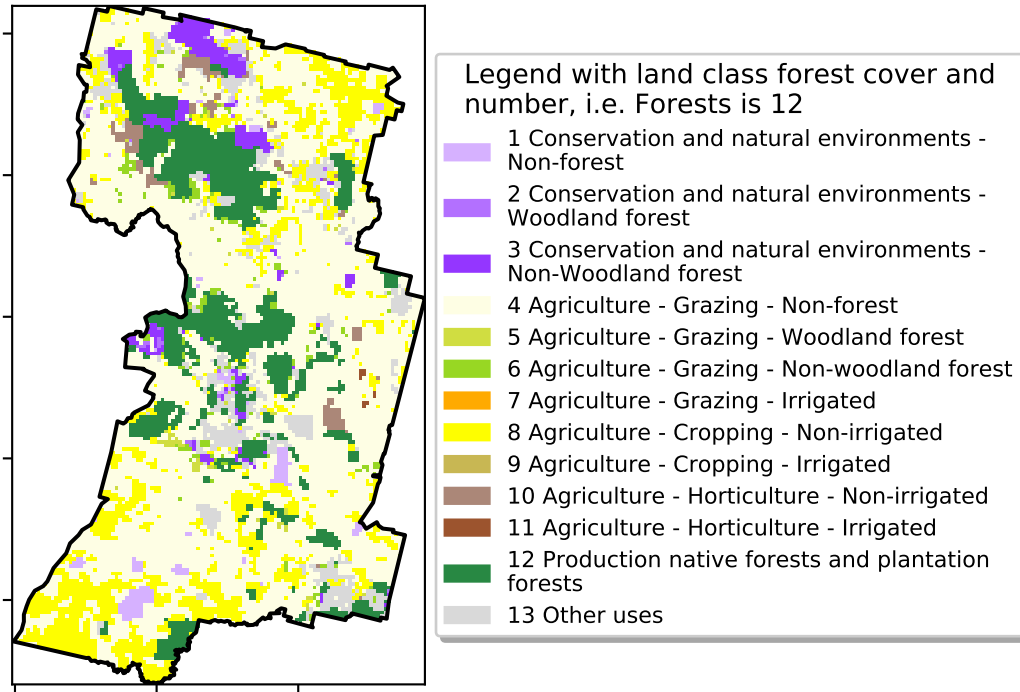 Legend with land class forest cover and
number, i.e. Forests is 12
1 Conservation and natural environments -
Non-forest
2 Conservation and natural environments -
Woodland forest
3 Conservation and natural environments -
Non-Woodland forest
4 Agriculture - Grazing - Non-forest
5 Agriculture - Grazing - Woodland forest
6 Agriculture - Grazing - Non-woodland forest
7 Agriculture - Grazing - Irrigated
8 Agriculture - Cropping - Non-irrigated
9 Agriculture - Cropping - Irrigated
10 Agriculture - Horticulture - Non-irrigated
11 Agriculture - Horticulture - Irrigated
12 Production native forests and plantation
forests
13 Other uses